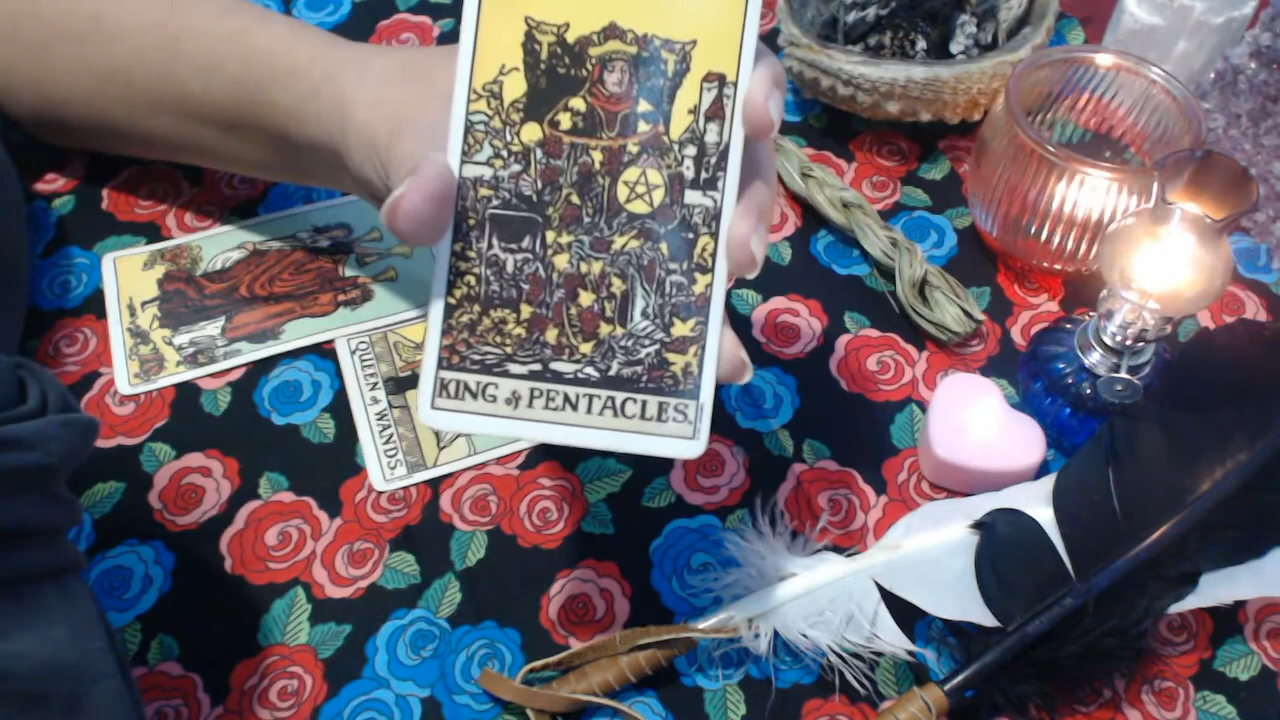 KING of PENTACLES.
QUEEN of WANDS.